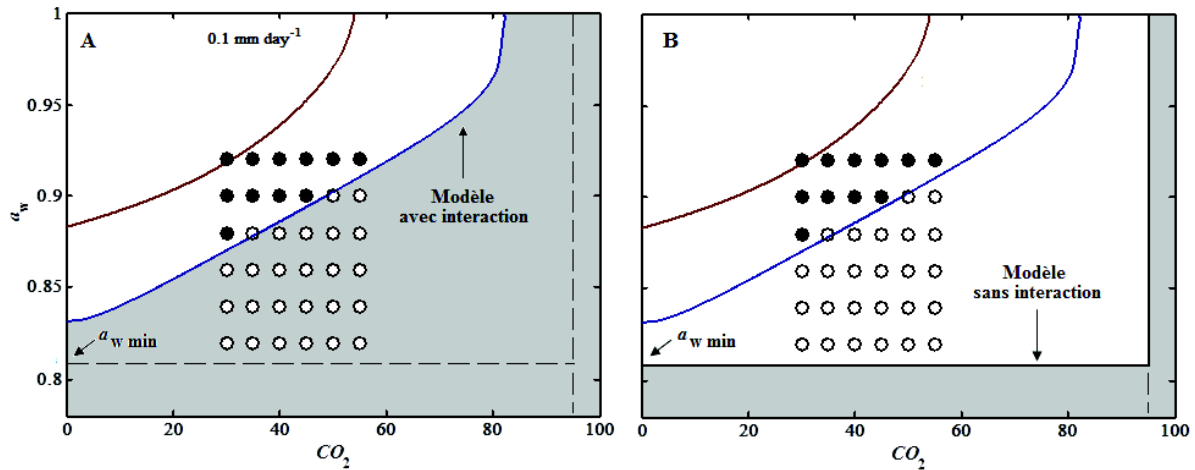 A
0.1 mm day-1
1
0.95
0.9
0.85
0.8
aw
Modèle
avec interaction
aw min
0
20
40
60
80
100
CO2
B
Modèle
sans interaction
aw min
0
20
40
60
80
100
CO2